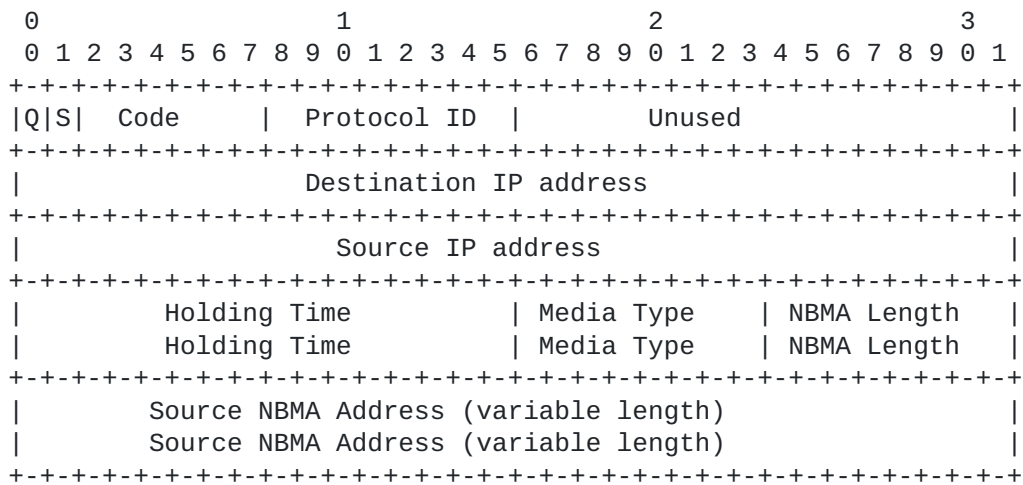 0                   1                   2                   3
 0 1 2 3 4 5 6 7 8 9 0 1 2 3 4 5 6 7 8 9 0 1 2 3 4 5 6 7 8 9 0 1
+-+-+-+-+-+-+-+-+-+-+-+-+-+-+-+-+-+-+-+-+-+-+-+-+-+-+-+-+-+-+-+-+
|Q|S|  Code     |  Protocol ID  |        Unused                 |
+-+-+-+-+-+-+-+-+-+-+-+-+-+-+-+-+-+-+-+-+-+-+-+-+-+-+-+-+-+-+-+-+
|                  Destination IP address                       |
+-+-+-+-+-+-+-+-+-+-+-+-+-+-+-+-+-+-+-+-+-+-+-+-+-+-+-+-+-+-+-+-+
|                    Source IP address                          |
+-+-+-+-+-+-+-+-+-+-+-+-+-+-+-+-+-+-+-+-+-+-+-+-+-+-+-+-+-+-+-+-+
|         Holding Time          | Media Type    | NBMA Length   |
|         Holding Time          | Media Type    | NBMA Length   |
+-+-+-+-+-+-+-+-+-+-+-+-+-+-+-+-+-+-+-+-+-+-+-+-+-+-+-+-+-+-+-+-+
|        Source NBMA Address (variable length)                  |
|        Source NBMA Address (variable length)                  |
+-+-+-+-+-+-+-+-+-+-+-+-+-+-+-+-+-+-+-+-+-+-+-+-+-+-+-+-+-+-+-+-+